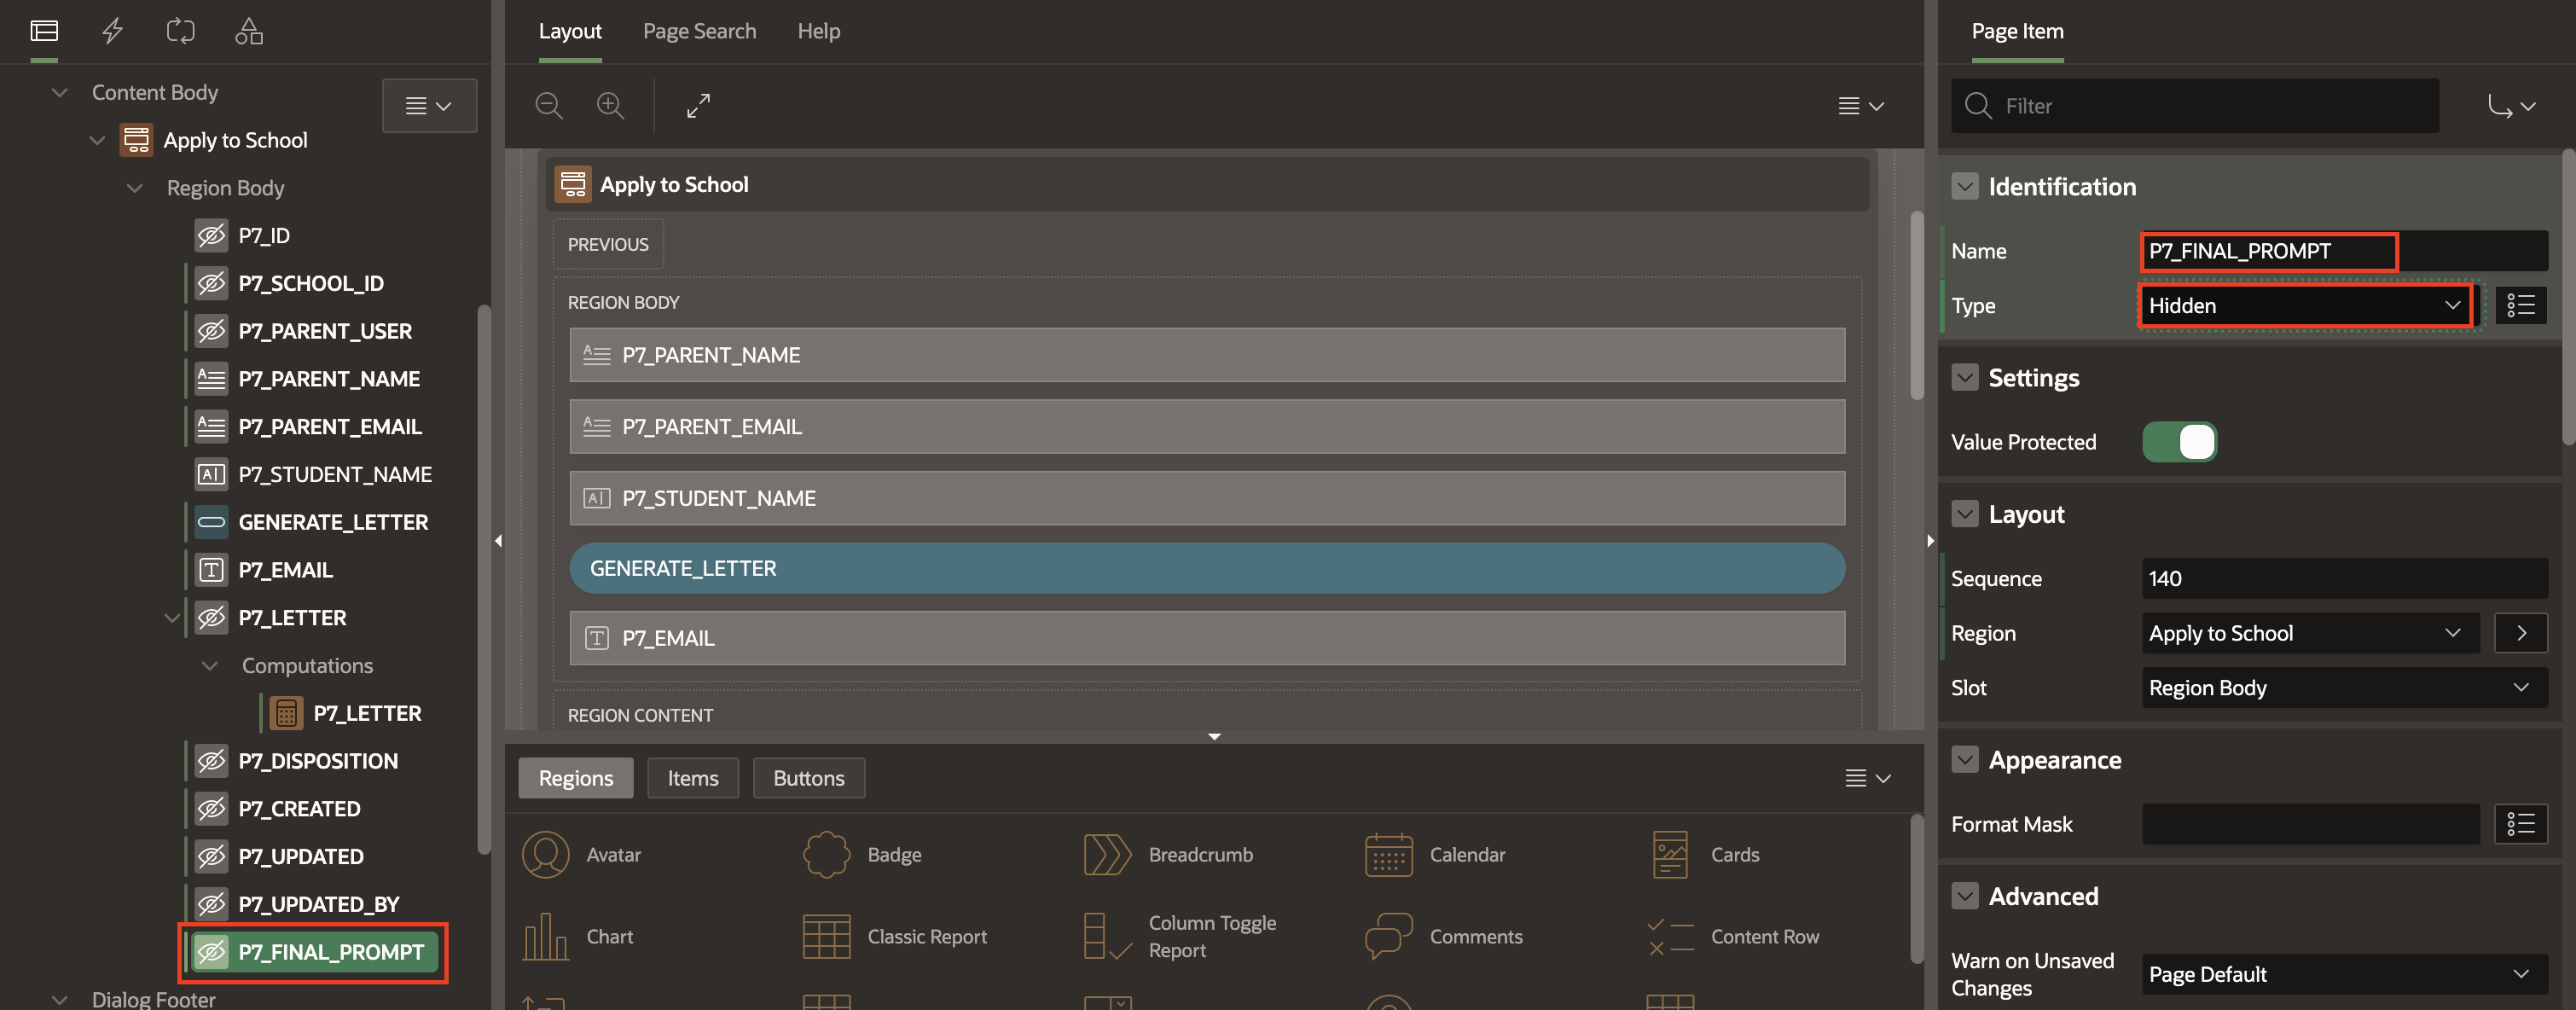 Content Body
Apply to School
Region Body
P7_ID
P7_SCHOOL_ID
P7_PARENT_USER
P7_PARENT_NAME
P7_PARENT_EMAIL
P7_STUDENT_NAME
GENERATE_LETTER
P7_EMAIL
P7_LETTER
Computations
P7_LETTER
P7_DISPOSITION
P7_CREATED
P7_UPDATED
P7_UPDATED_BY
P7_FINAL_PROMPT
Dialog Footer
Layout Page Search Help
Apply to School
PREVIOUS
REGION BODY
P7_PARENT_NAME
P7_PARENT_EMAIL
P7_STUDENT_NAME
GENERATE_LETTER
P7_EMAIL
REGION CONTENT
Regions Items Buttons
Avatar Badge Breadcrumb Calendar Cards
Chart Classic Report Column Toggle Report Comments Content Row
Page Item
Filter
Identification
Name P7_FINAL_PROMPT
Type Hidden
Settings
Value Protected
Layout
Sequence 140
Region Apply to School
Slot Region Body
Appearance
Format Mask
Advanced
Warn on Unsaved Changes Page Default